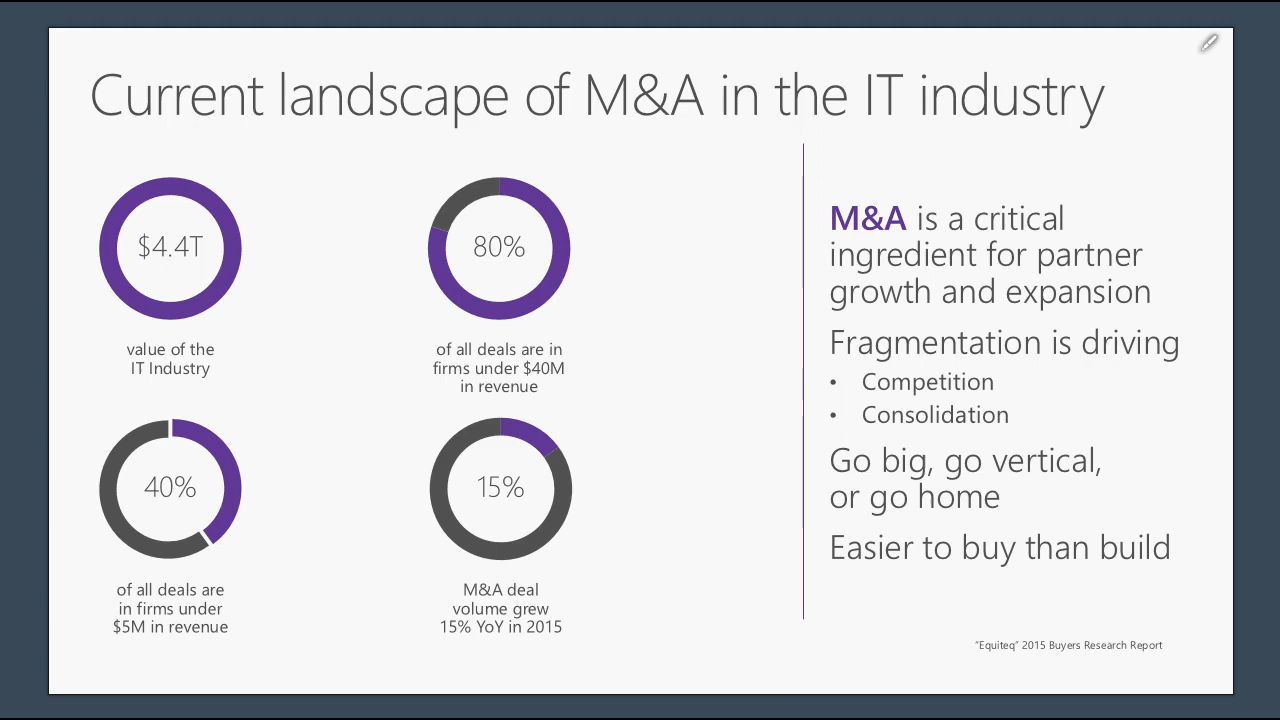 Current landscape of M&A in the IT industry
$4.4T
value of the
IT Industry
80%
of all deals are in
firms under $40M
in revenue
40%
of all deals are
in firms under
$5M in revenue
15%
M&A deal
volume grew
15% YoY in 2015
M&A is a critical
ingredient for partner
growth and expansion
Fragmentation is driving
• Competition
• Consolidation
Go big, go vertical,
or go home
Easier to buy than build
"Equiteq" 2015 Buyers Research Report